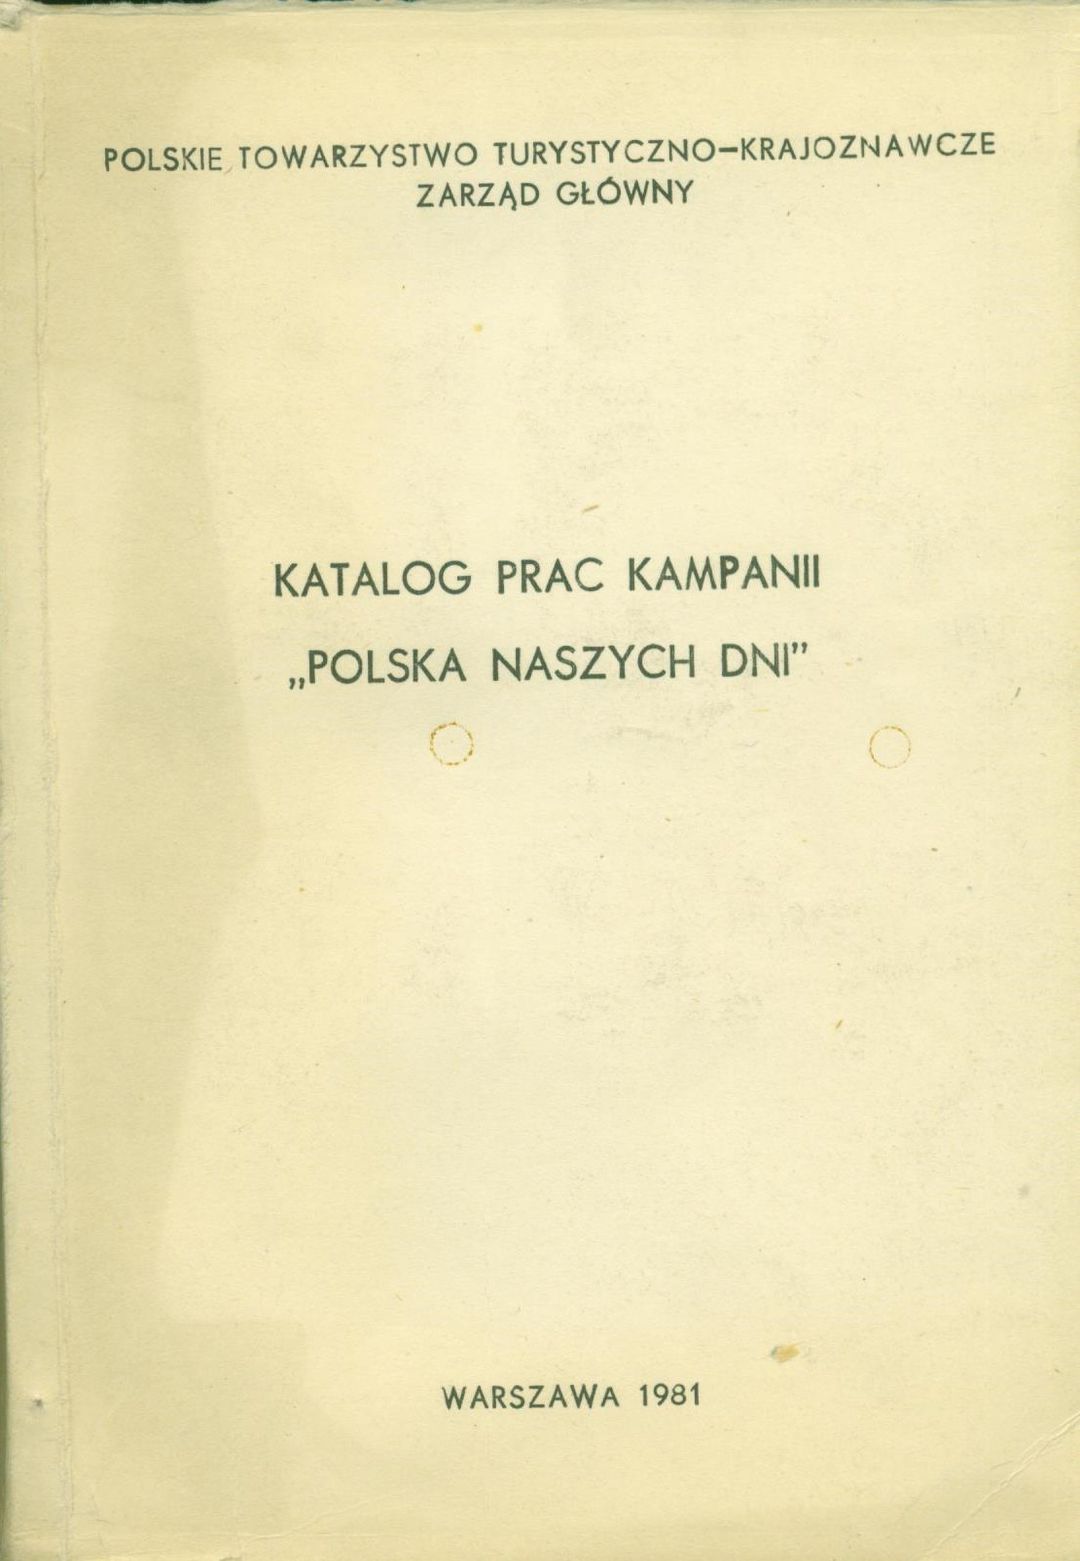 POLSKIE TOWARZYSTWO TURYSTYCZNO–KRAJOZNAWCZE
ZARZĄD GŁÓWNY
KATALOG PRAC KAMPANII
„POLSKA NASZYCH DNI”
WARSZAWA 1981